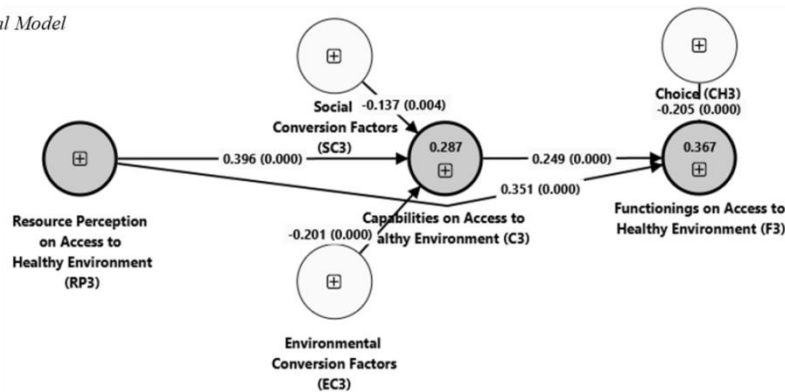 al Model
Choice (CH3)
-0.205 (0.000)
Social
-0.137 (0.004)
Conversion Factors
(SC3)
0.287
0.367
0.396 (0.000)
0.249 (0.000)
0.351 (0.000)
Resource Perception
on Access to
Healthy Environment
(RP3)
Capabilities on Access to
althy Environment (C3)
Functionings on Access to
Healthy Environment (F3)
-0.201 (0.000)
Environmental
Conversion Factors
(EC3)